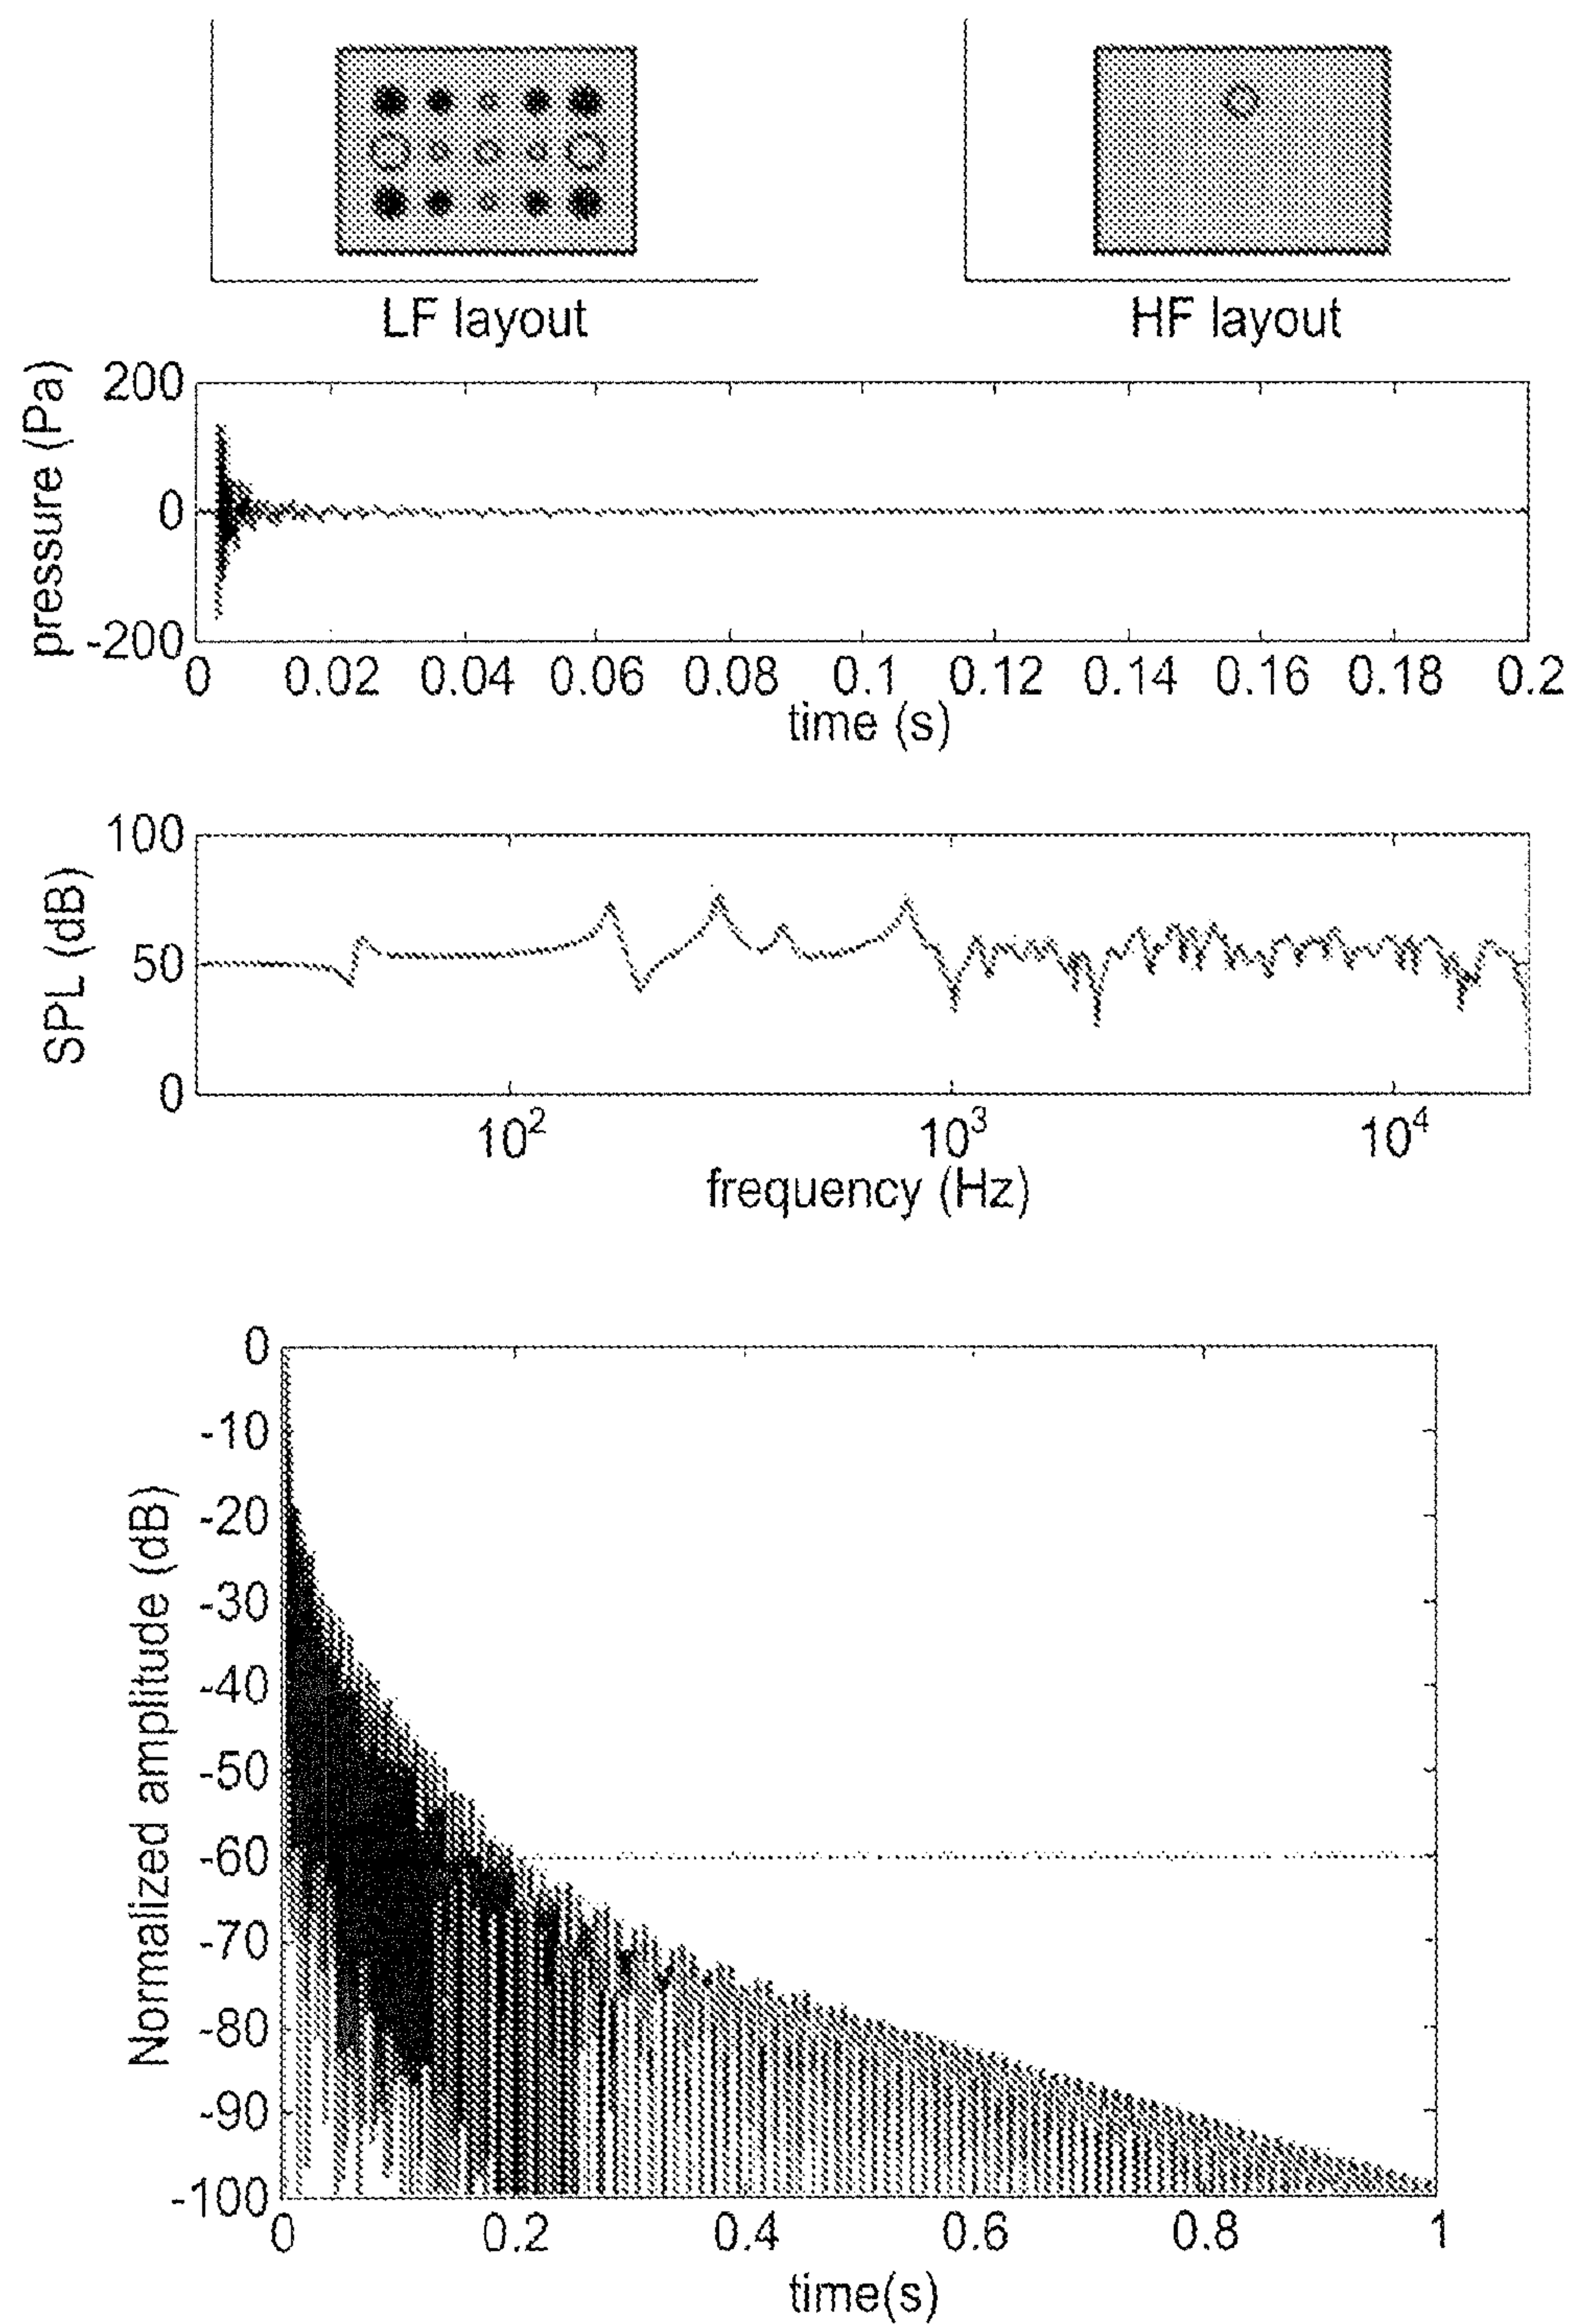 LF layout
HF layout
pressure (Pa)
200
0
-200
0 0.02 0.04 0.06 0.08 0.1 0.12 0.14 0.16 0.18 0.2
time (s)
SPL (dB)
100
50
0
10² 10³ 10⁴
frequency (Hz)
Normalized amplitude (dB)
0
-10
-20
-30
-40
-50
-60
-70
-80
-90
-100
0 0.2 0.4 0.6 0.8 1
time(s)